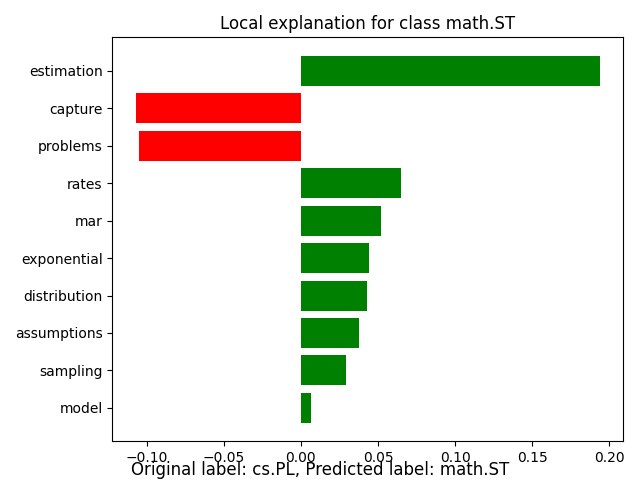 Local explanation for class math.ST
estimation
capture
problems
rates
mar
exponential
distribution
assumptions
sampling
model
−0.10 −0.05 0.00 0.05 0.10 0.15 0.20
Original label: cs.PL, Predicted label: math.ST